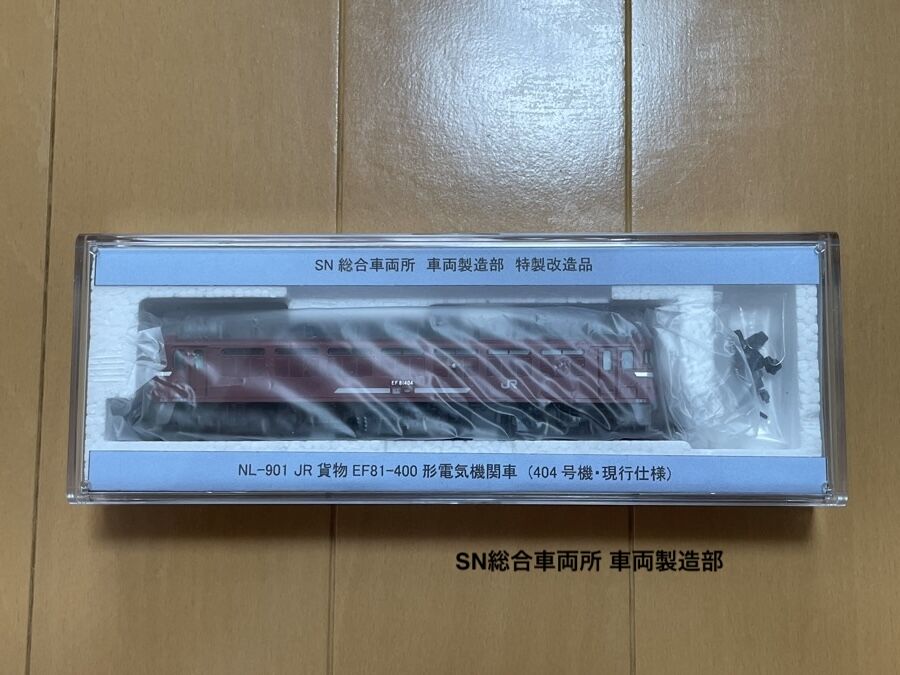 SN 総合車両所 車両製造部 特製改造品
EF 81404
JR
NL-901 JR 貨物 EF81-400 形電気機関車 (404 号機・現行仕様)
SN総合車両所 車両製造部